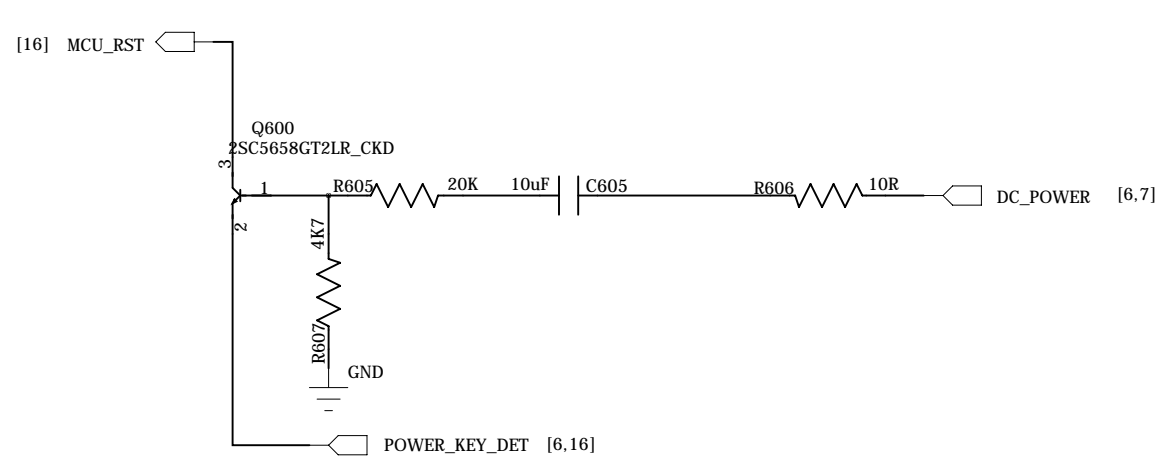 [16] MCU_RST
Q600
2SC5658GT2LR_CKD
3
1
R605
20K
10uF
C605
R606
10R
DC_POWER [6,7]
2
4K7
R607
GND
POWER_KEY_DET [6,16]